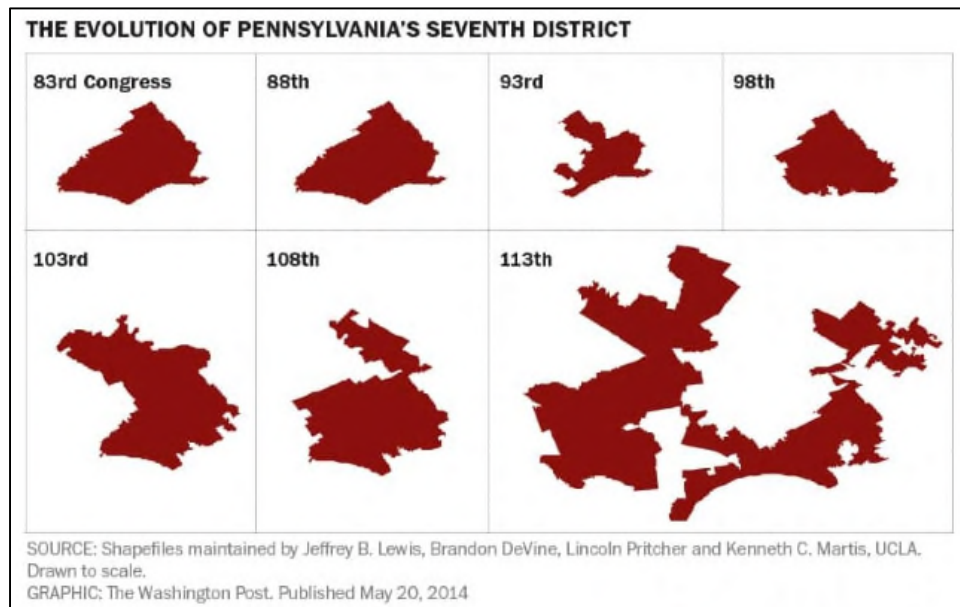 THE EVOLUTION OF PENNSYLVANIA'S SEVENTH DISTRICT
83rd Congress
88th
93rd
98th
103rd
108th
113th
SOURCE: Shapefiles maintained by Jeffrey B. Lewis, Brandon DeVine, Lincoln Pritcher and Kenneth C. Martis, UCLA.
Drawn to scale.
GRAPHIC: The Washington Post. Published May 20, 2014